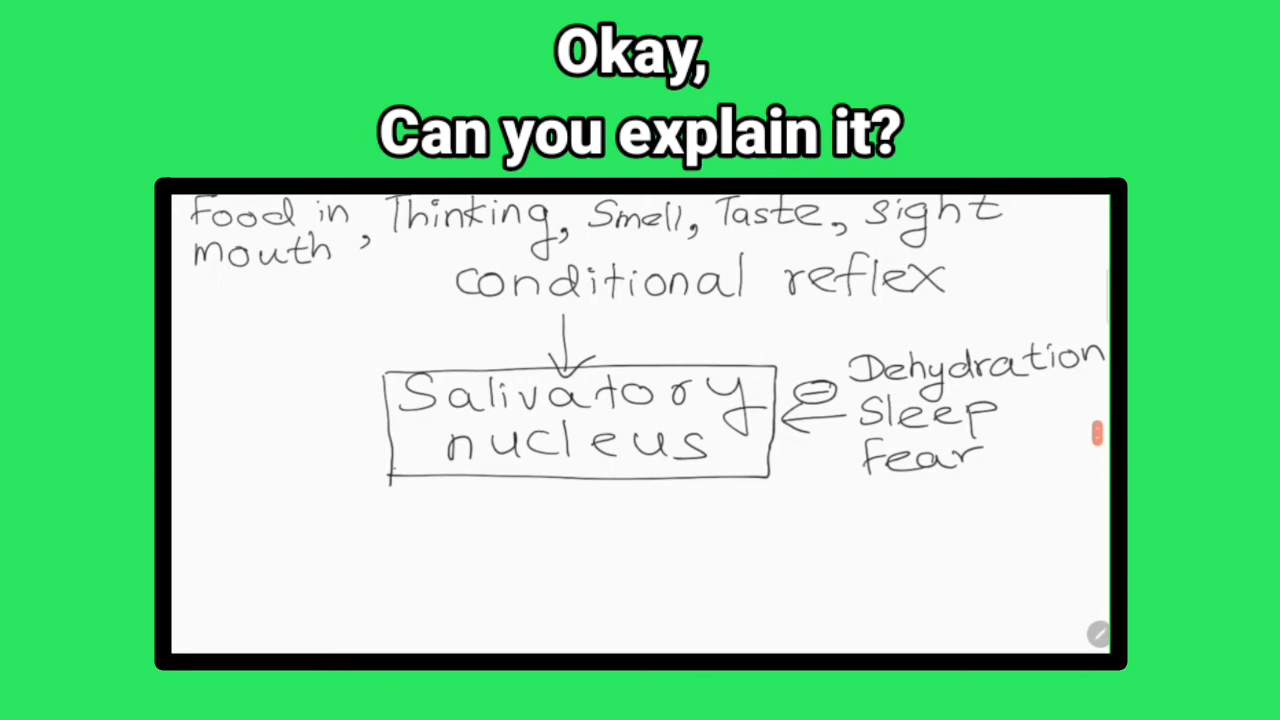 Okay,
Can you explain it?
Food in mouth, Thinking, Smell, Taste, sight
conditional reflex
Salivatory
nucleus
⊖ Dehydration
Sleep
Fear